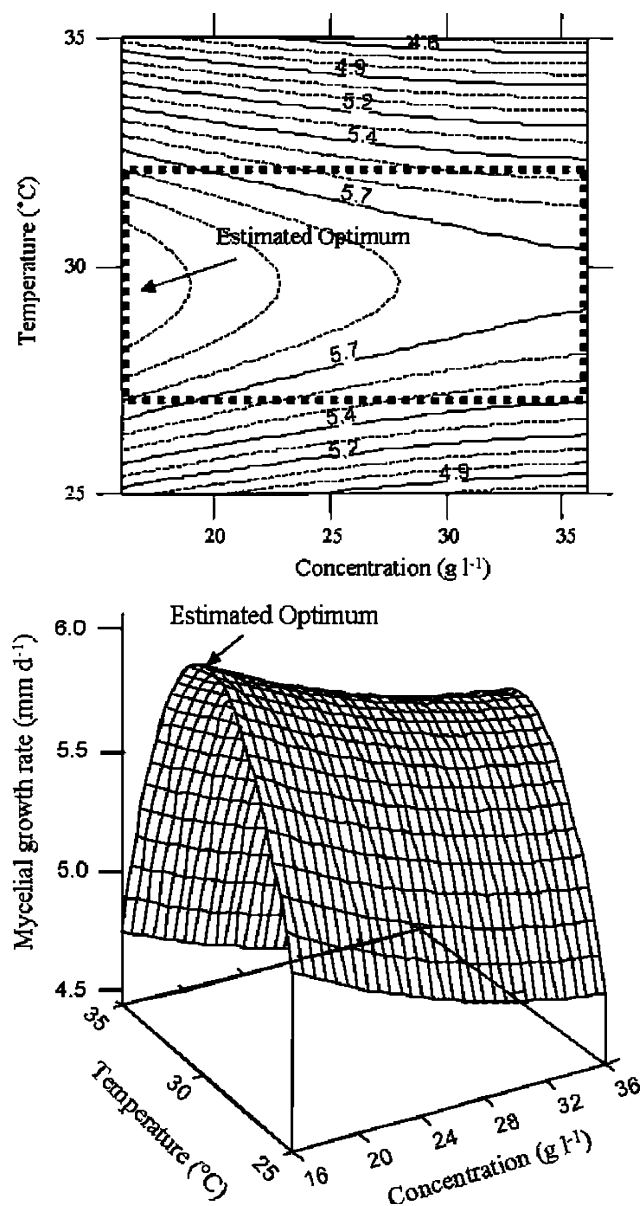 35
4.6
4.9
5.2
5.4
5.7
Estimated Optimum
Temperature (°C)
30
5.7
5.4
5.2
4.9
25
20 25 30 35
Concentration (g l-1)
Estimated Optimum
6.0
5.5
5.0
4.5
Mycelial growth rate (mm d-1)
35
30
25
Temperature (°C)
16 20 24 28 32 36
Concentration (g l-1)